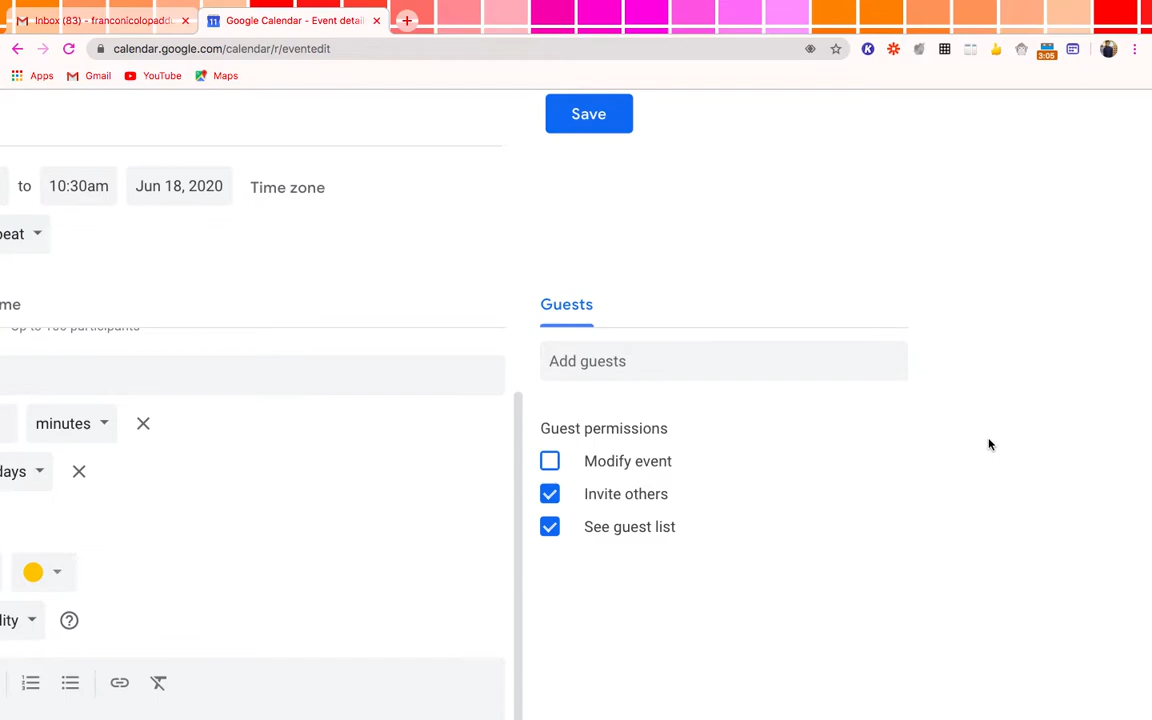 Inbox (83) - franconicolopadd
Google Calendar - Event detai
calendar.google.com/calendar/r/eventedit
3:05
Apps
Gmail
YouTube
Maps
Save
to
10:30am
Jun 18, 2020
Time zone
peat
me
Guests
Add guests
minutes
Guest permissions
days
Modify event
Invite others
See guest list
lity